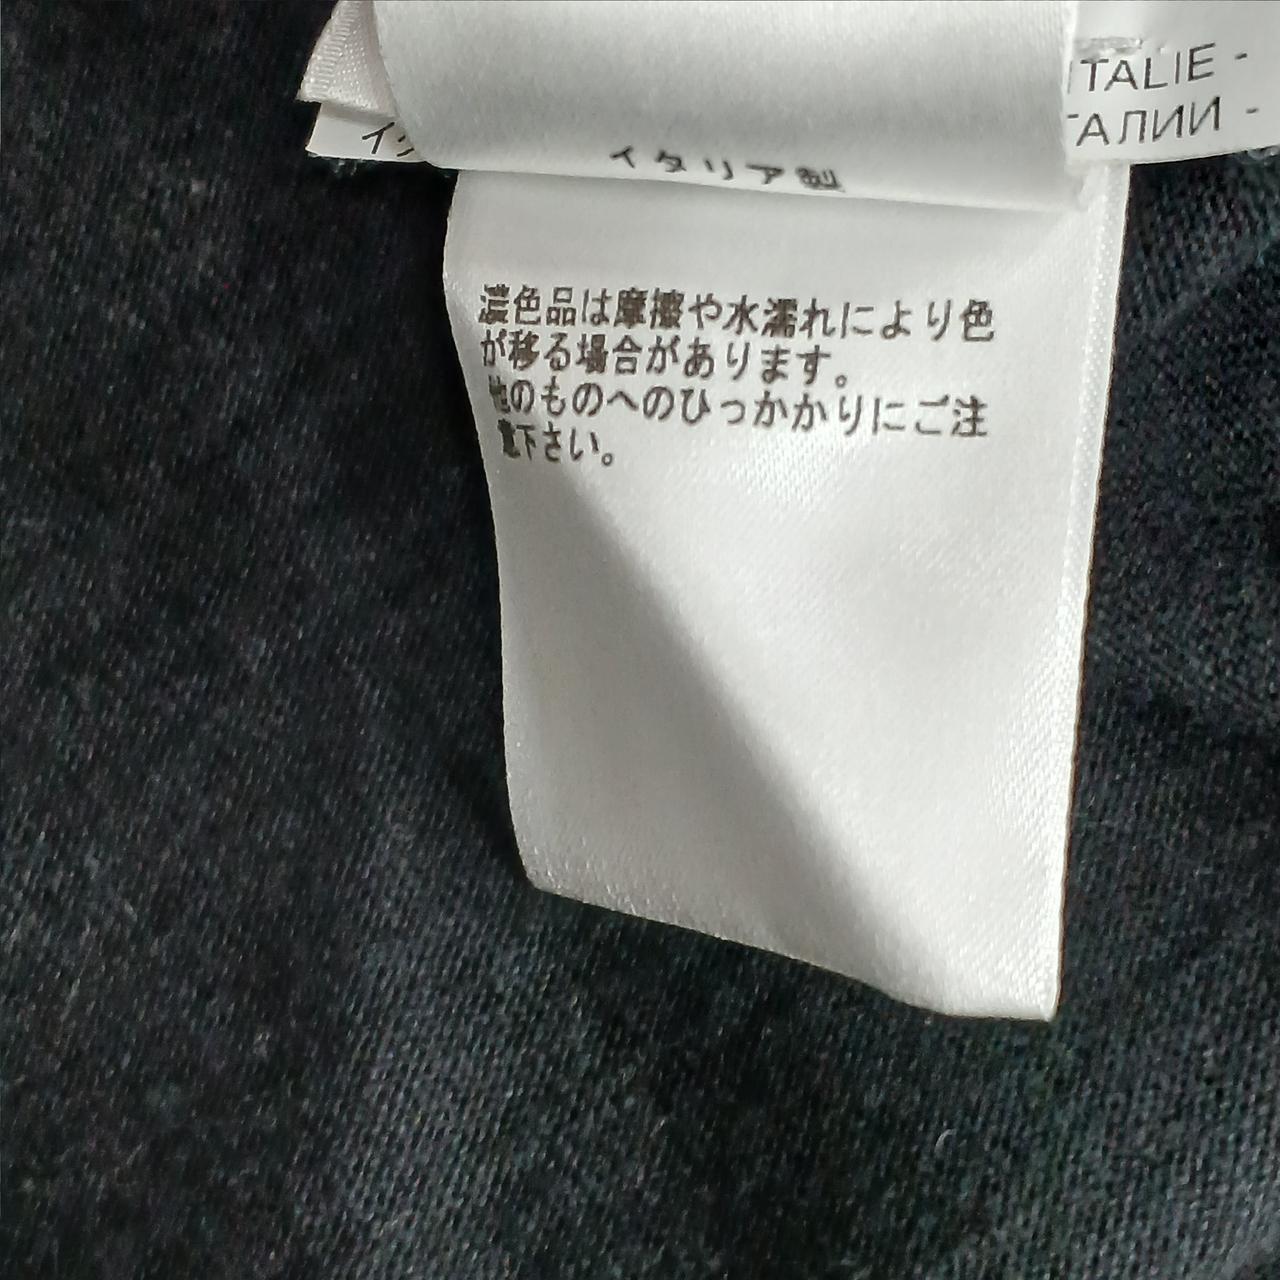 ITALIE -
ТАЛИИ -
イタリア製
濃色品は摩擦や水濡れにより色
が移る場合があります。
他のものへのひっかかりにご注
意下さい。